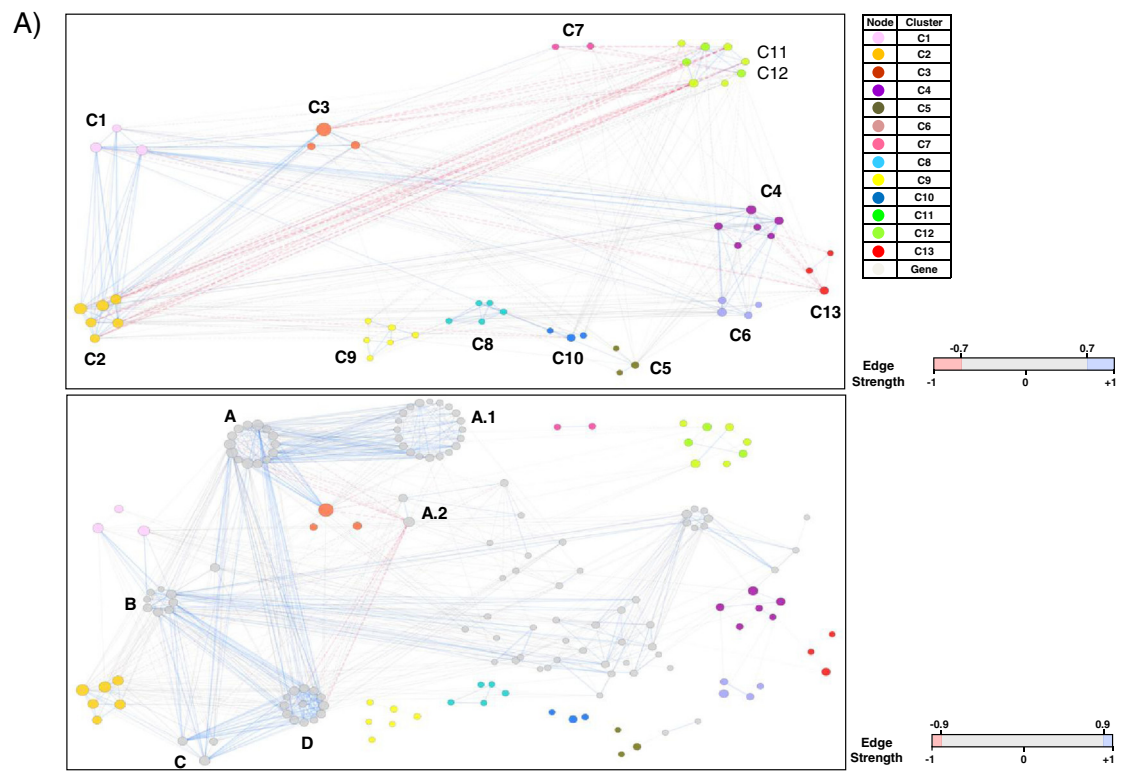 A)
C7
C11
C12
C3
C1
C4
C13
C6
C2
C9
C8
C10
C5
Node Cluster
C1
C2
C3
C4
C5
C6
C7
C8
C9
C10
C11
C12
C13
Gene
-0.7 0.7
Edge
Strength
-1 0 +1
A
A.1
A.2
B
D
C
-0.9 0.9
Edge
Strength
-1 0 +1